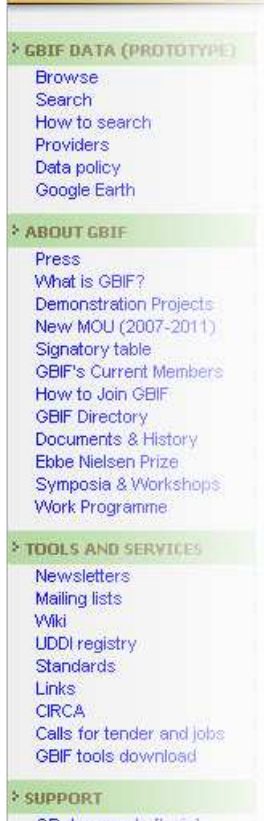 GBIF DATA (PROTOTYPE)
Browse
Search
How to search
Providers
Data policy
Google Earth
ABOUT GBIF
Press
What is GBIF?
Demonstration Projects
New MOU (2007-2011)
Signatory table
GBIF's Current Members
How to Join GBIF
GBIF Directory
Documents & History
Ebbe Nielsen Prize
Symposia & Workshops
Work Programme
TOOLS AND SERVICES
Newsletters
Mailing lists
Wiki
UDDI registry
Standards
Links
CIRCA
Calls for tender and jobs
GBIF tools download
SUPPORT